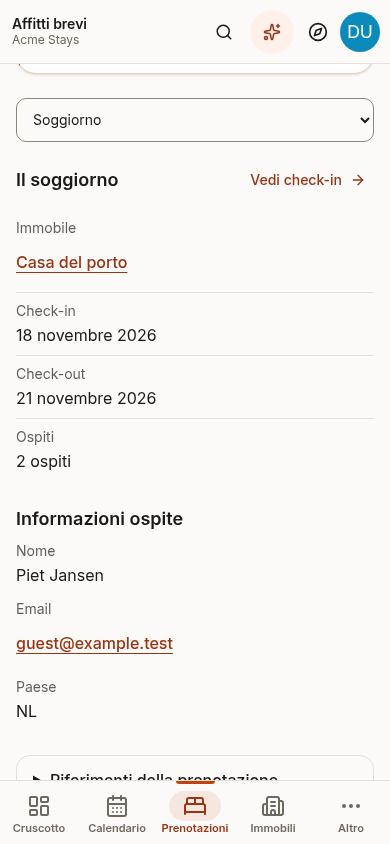 Affitti brevi
Acme Stays
DU
Soggiorno
Il soggiorno
Vedi check-in
Immobile
Casa del porto
Check-in
18 novembre 2026
Check-out
21 novembre 2026
Ospiti
2 ospiti
Informazioni ospite
Nome
Piet Jansen
Email
guest@example.test
Paese
NL
Riferimenti della prenotazione
Cruscotto
Calendario
Prenotazioni
Immobili
Altro